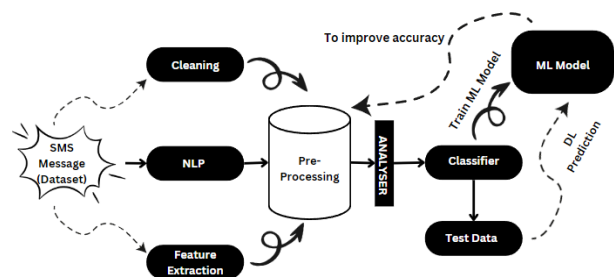 To improve accuracy
Cleaning
ML Model
Train ML Model
SMS
Message
(Dataset)
NLP
Pre-
Processing
ANALYSER
Classifier
DL
Prediction
Feature
Extraction
Test Data